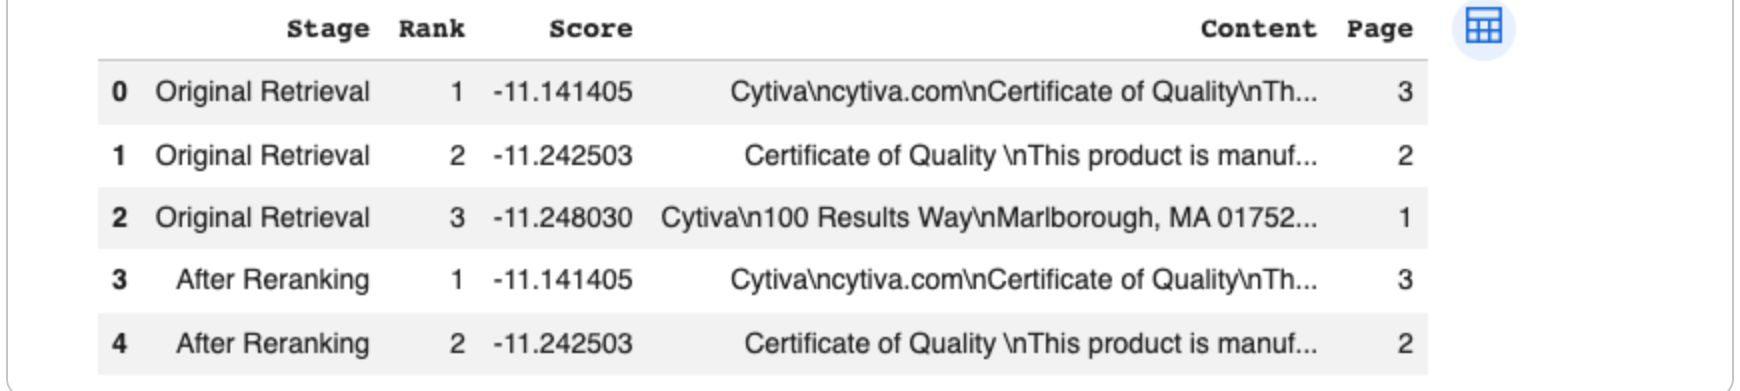 Stage Rank Score Content Page
0 Original Retrieval 1 -11.141405 Cytiva\ncytiva.com\nCertificate of Quality\nTh... 3
1 Original Retrieval 2 -11.242503 Certificate of Quality \nThis product is manuf... 2
2 Original Retrieval 3 -11.248030 Cytiva\n100 Results Way\nMarlborough, MA 01752... 1
3 After Reranking 1 -11.141405 Cytiva\ncytiva.com\nCertificate of Quality\nTh... 3
4 After Reranking 2 -11.242503 Certificate of Quality \nThis product is manuf... 2